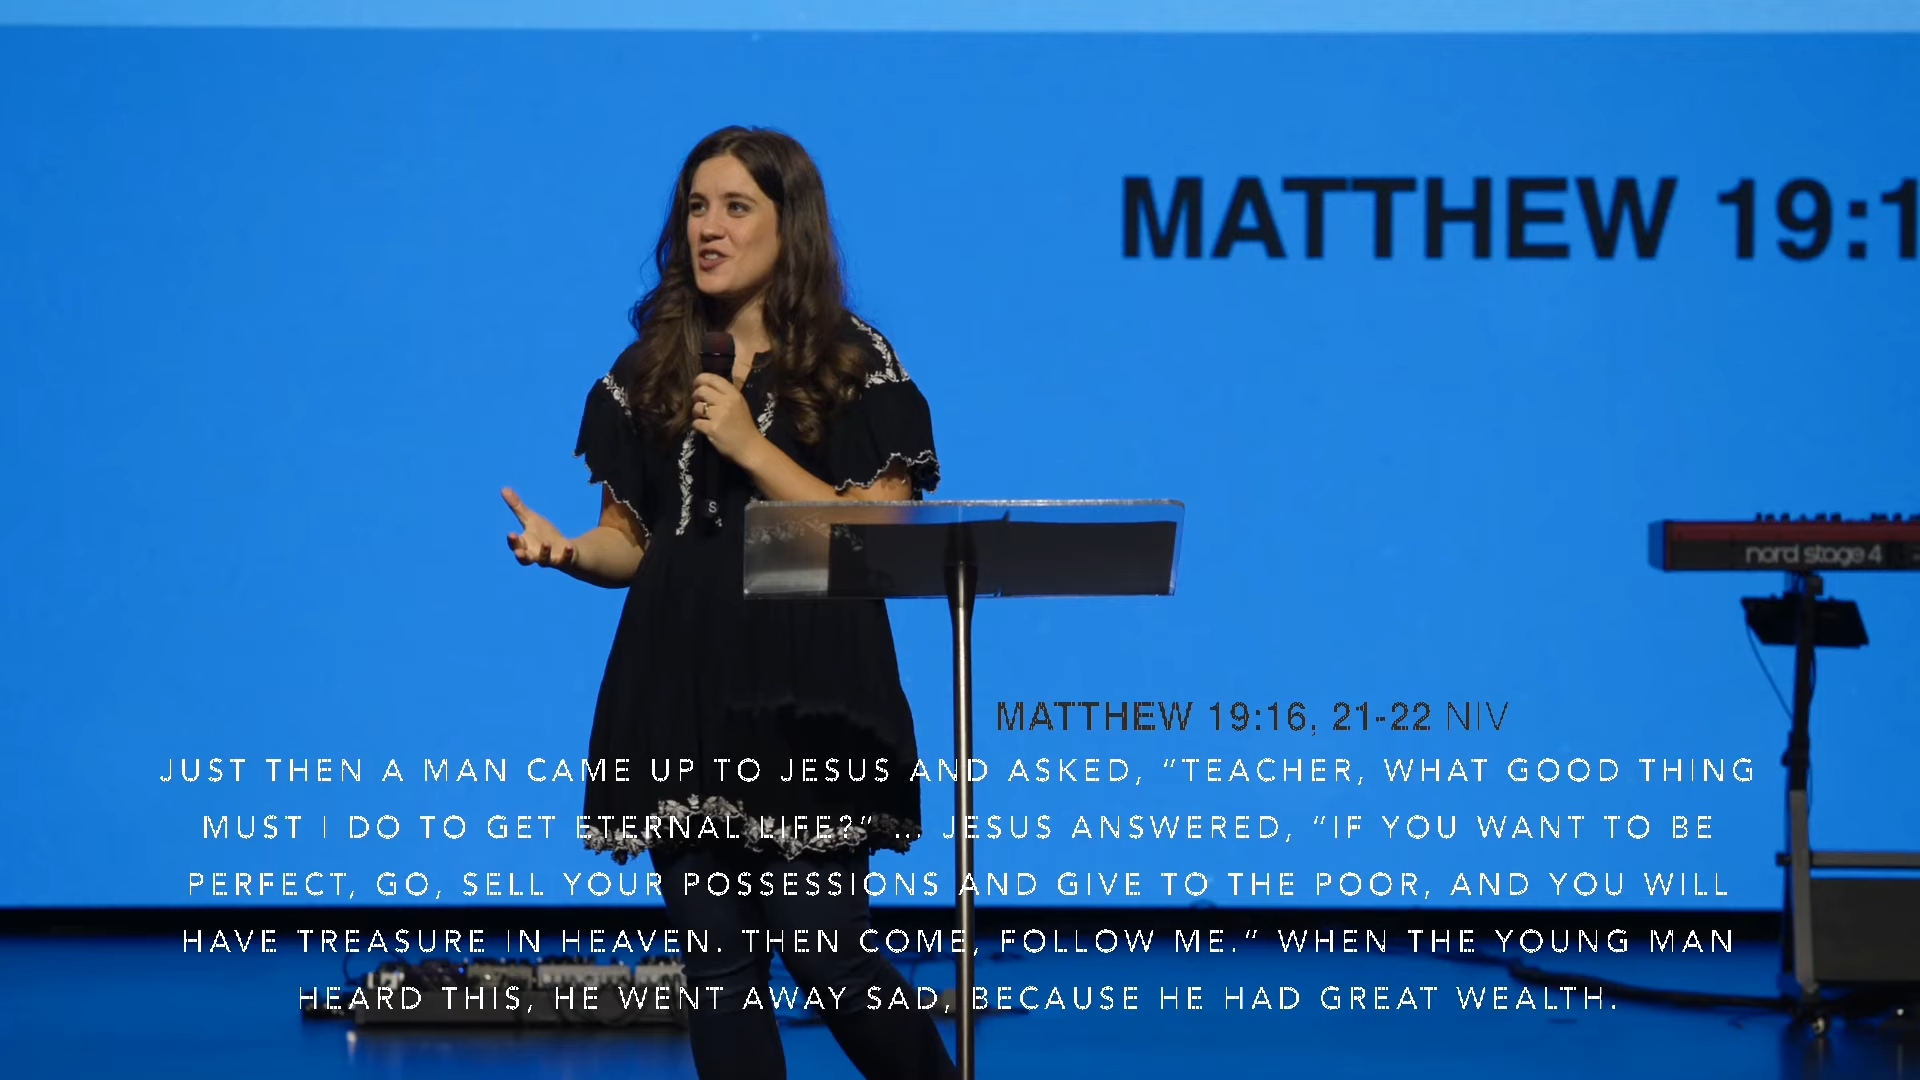 MATTHEW 19:1
S
nord stage 4
MATTHEW 19:16, 21-22 NIV
JUST THEN A MAN CAME UP TO JESUS AND ASKED, “TEACHER, WHAT GOOD THING
MUST I DO TO GET ETERNAL LIFE?” ... JESUS ANSWERED, “IF YOU WANT TO BE
PERFECT, GO, SELL YOUR POSSESSIONS AND GIVE TO THE POOR, AND YOU WILL
HAVE TREASURE IN HEAVEN. THEN COME, FOLLOW ME.” WHEN THE YOUNG MAN
HEARD THIS, HE WENT AWAY SAD, BECAUSE HE HAD GREAT WEALTH.